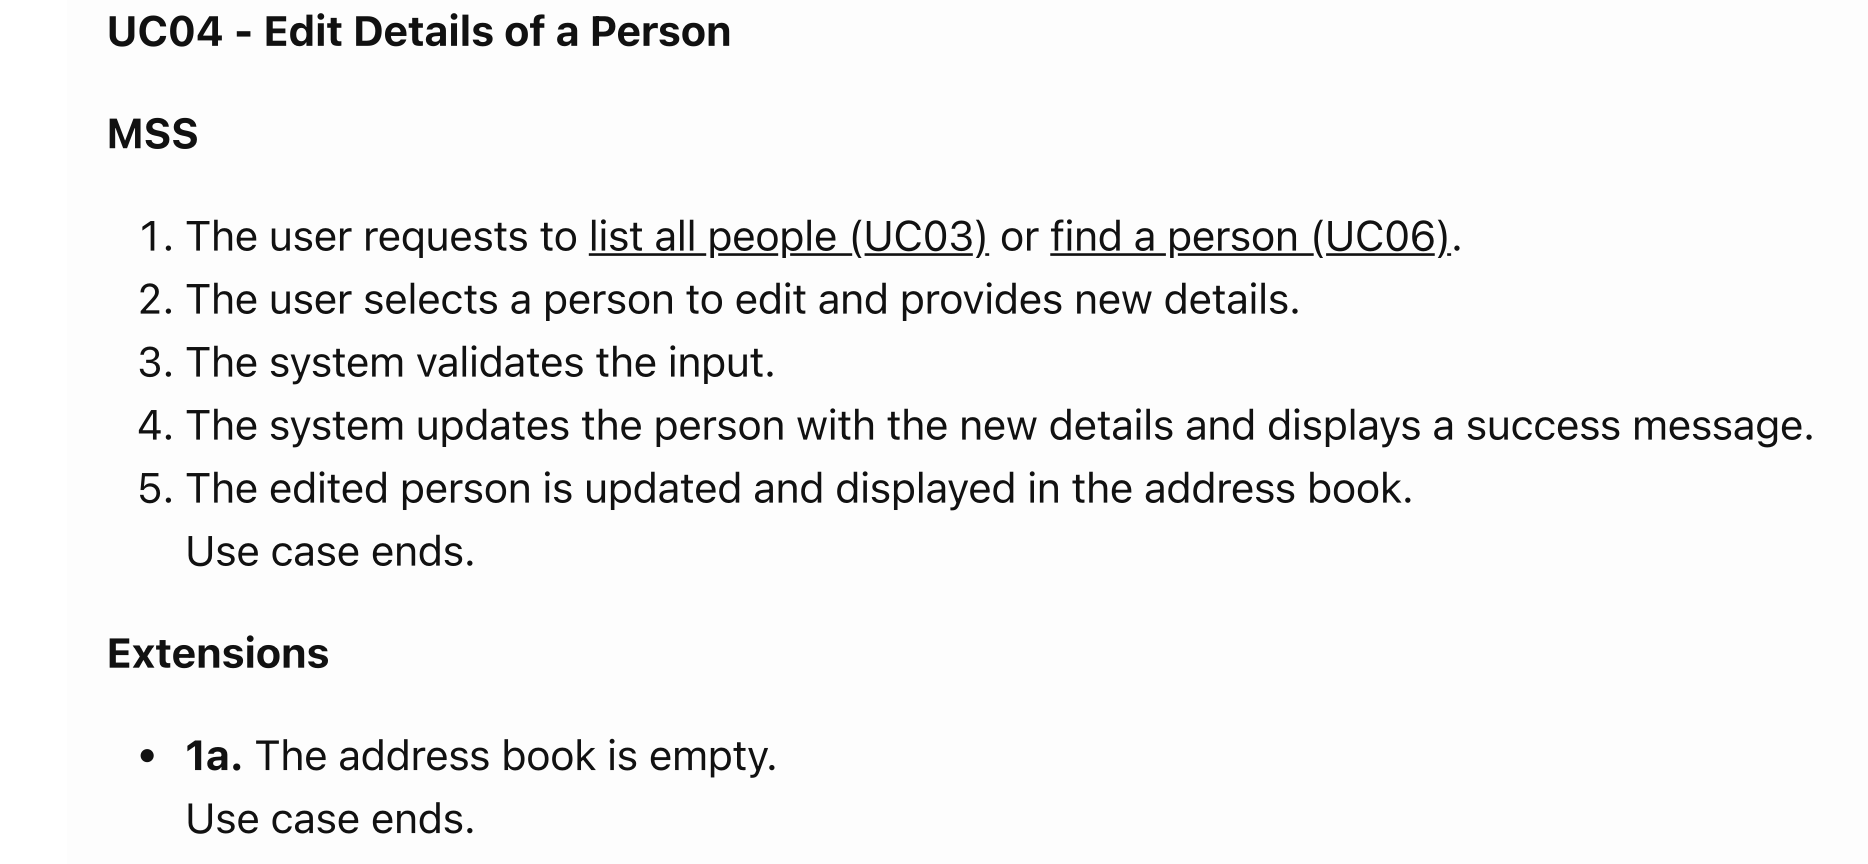 UC04 - Edit Details of a Person
MSS
1. The user requests to list all people (UC03) or find a person (UC06).
2. The user selects a person to edit and provides new details.
3. The system validates the input.
4. The system updates the person with the new details and displays a success message.
5. The edited person is updated and displayed in the address book.
Use case ends.
Extensions
• 1a. The address book is empty.
Use case ends.